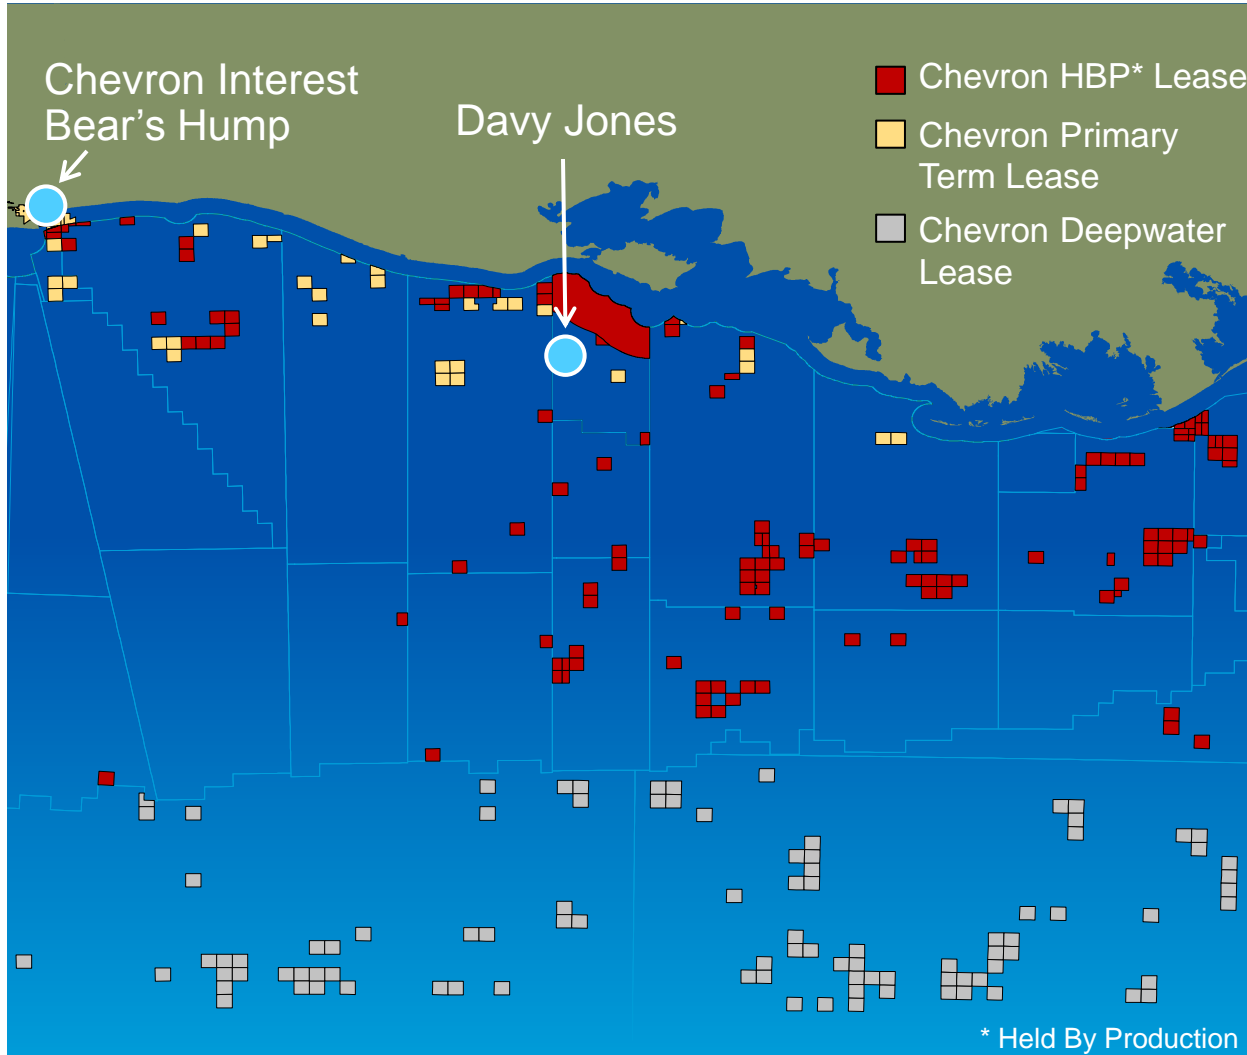 Chevron Interest
Bear’s Hump
Davy Jones
Chevron HBP* Lease
Chevron Primary
Term Lease
Chevron Deepwater
Lease
* Held By Production